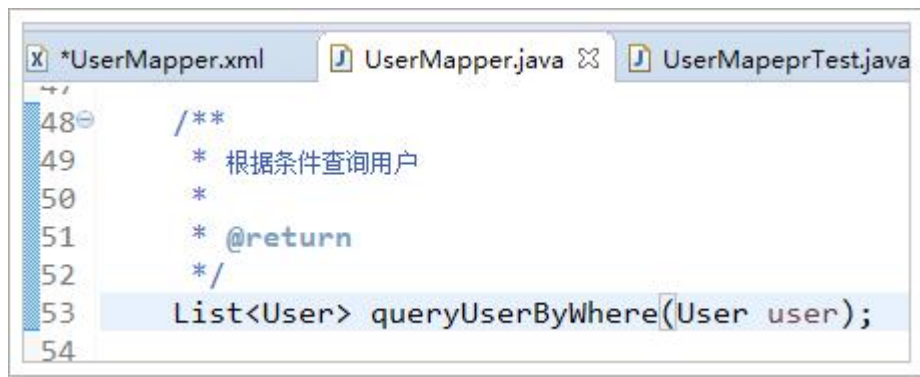 *UserMapper.xml UserMapper.java UserMapeprTest.java
47
48 /**
49 * 根据条件查询用户
50 *
51 * @return
52 */
53 List<User> queryUserByWhere(User user);
54